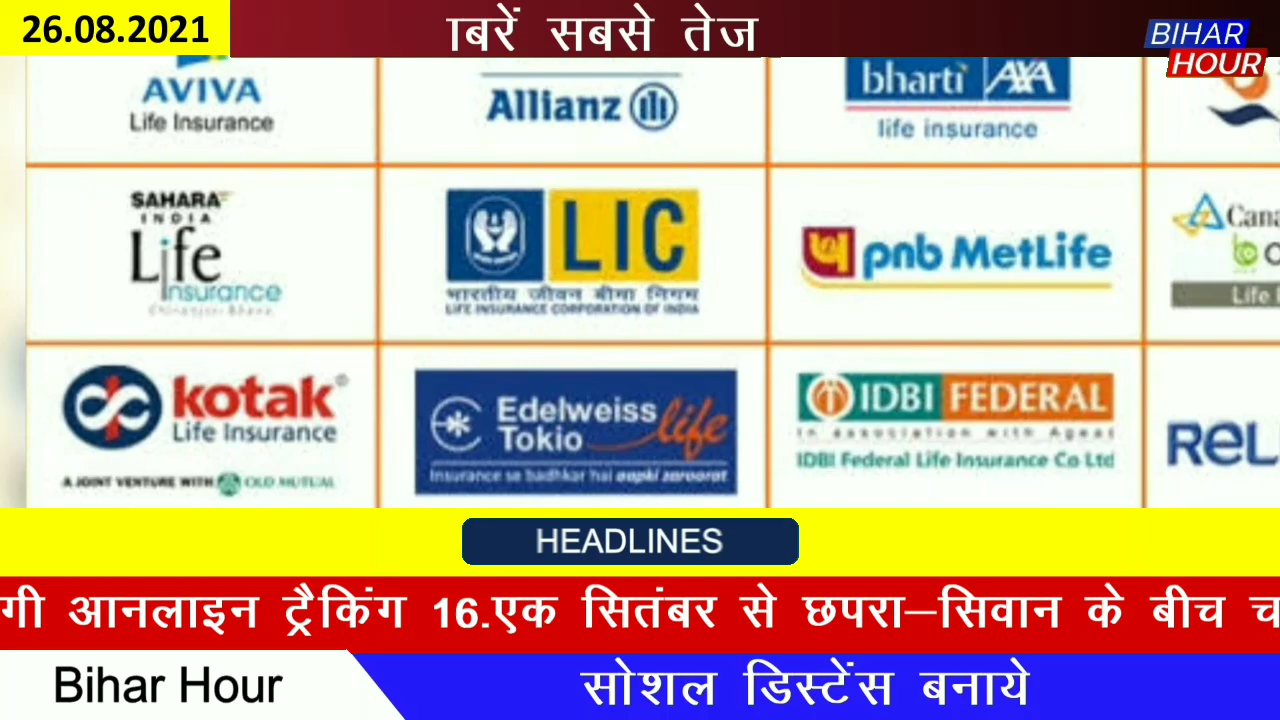 26.08.2021
ाबरें सबसे तेज
BIHAR
HOUR
AVIVA
Life Insurance
Allianz
bharti AXA
life insurance
SAHARA
INDIA
Life
Insurance
LIC
भारतीय जीवन बीमा निगम
LIFE INSURANCE CORPORATION OF INDIA
pnb MetLife
Cana
Life
kotak
Life Insurance
A JOINT VENTURE WITH OLD MUTUAL
Edelweiss
Tokio life
Insurance se badhkar hai aapki zaroorat
IDBI FEDERAL
In association with Ageas
IDBI Federal Life Insurance Co Ltd
REL
HEADLINES
गी आनलाइन ट्रैकिंग 16.एक सितंबर से छपरा–सिवान के बीच च
Bihar Hour
सोशल डिस्टेंस बनाये